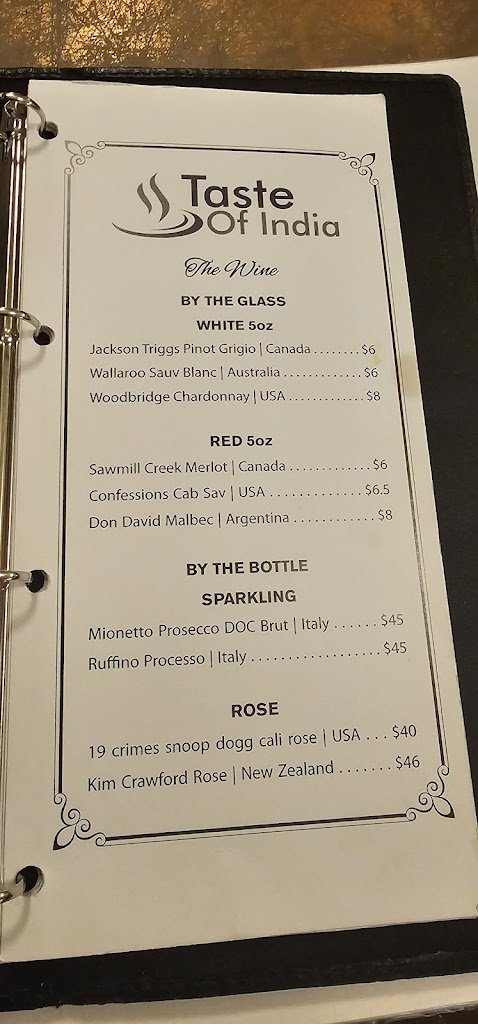 Taste
Of India
The Wine
BY THE GLASS
WHITE 5oz
Jackson Triggs Pinot Grigio | Canada ........ $6
Wallaroo Sauv Blanc | Australia ............. $6
Woodbridge Chardonnay | USA ............. $8
RED 5oz
Sawmill Creek Merlot | Canada ............. $6
Confessions Cab Sav | USA ............. $6.5
Don David Malbec | Argentina ............ $8
BY THE BOTTLE
SPARKLING
Mionetto Prosecco DOC Brut | Italy ...... $45
Ruffino Processo | Italy .................. $45
ROSE
19 crimes snoop dogg cali rose | USA ... $40
Kim Crawford Rose | New Zealand ....... $46